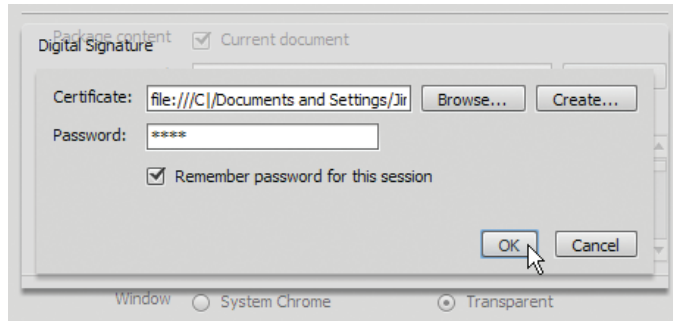 Package content Current document
Digital Signature
Certificate: file:///C|/Documents and Settings/Jir Browse... Create...
Password: ****
Remember password for this session
OK Cancel
Window System Chrome Transparent